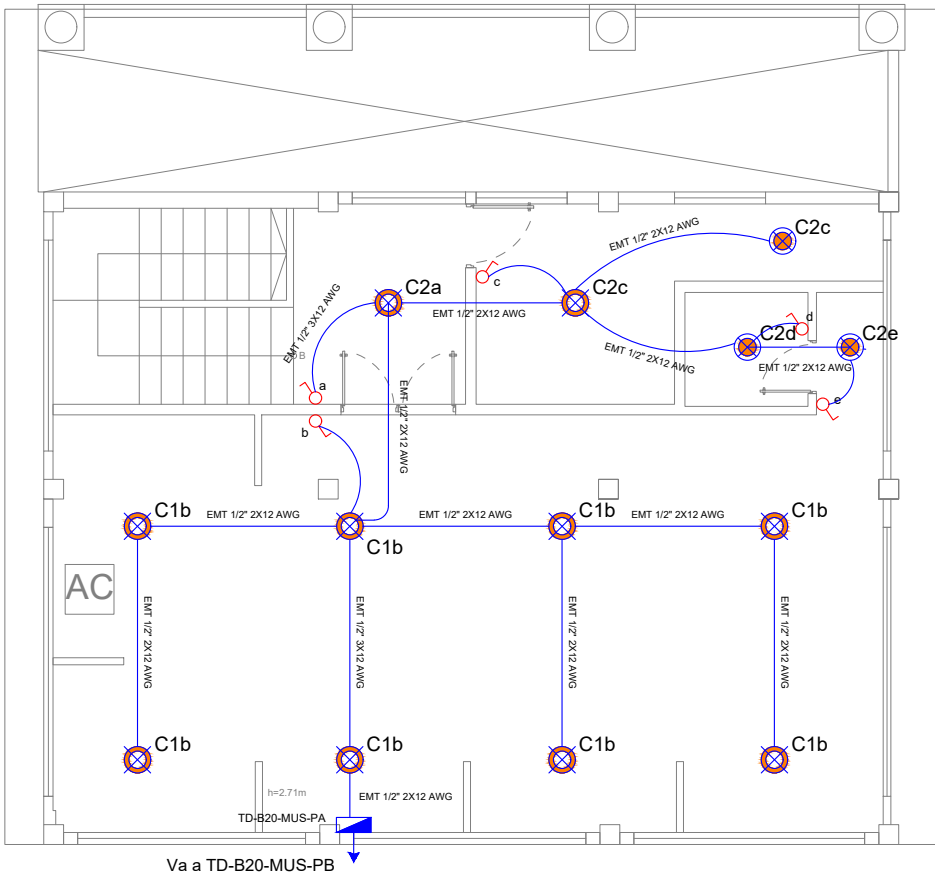 C2c
EMT 1/2" 2X12 AWG
c
C2a
C2c
EMT 1/2" 3X12 AWG
EMT 1/2" 2X12 AWG
d
C2d
C2e
EMT 1/2" 2X12 AWG
EMT 1/2" 2X12 AWG
B
a
EMT 1/2" 2X12 AWG
e
b
C1b
EMT 1/2" 2X12 AWG
C1b
EMT 1/2" 2X12 AWG
C1b
EMT 1/2" 2X12 AWG
C1b
AC
EMT 1/2" 2X12 AWG
EMT 1/2" 3X12 AWG
EMT 1/2" 2X12 AWG
EMT 1/2" 2X12 AWG
C1b
C1b
C1b
C1b
h=2.71m
EMT 1/2" 2X12 AWG
TD-B20-MUS-PA
Va a TD-B20-MUS-PB